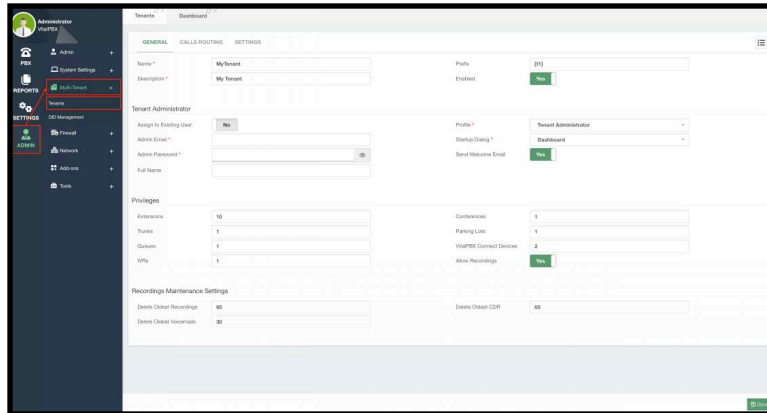 Administrator
VitalPBX
PBX
REPORTS
SETTINGS
ADMIN
Admin +
System Settings +
Multi-Tenant
Tenants
DID Management
Firewall +
Network +
Add-ons +
Tools +
Tenants Dashboard
GENERAL CALLS ROUTING SETTINGS
Name * MyTenant Prefix [t1]
Description * My Tenant Enabled Yes
Tenant Administrator
Assign to Existing User No Profile * Tenant Administrator
Admin Email * Startup Dialog * Dashboard
Admin Password * Send Welcome Email Yes
Full Name
Privileges
Extensions 10 Conferences 1
Trunks 1 Parking Lots 1
Queues 1 VitalPBX Connect Devices 2
IVRs 1 Allow Recordings Yes
Recordings Maintenance Settings
Delete Oldest Recordings 60 Delete Oldest CDR 60
Delete Oldest Voicemails 30
Save